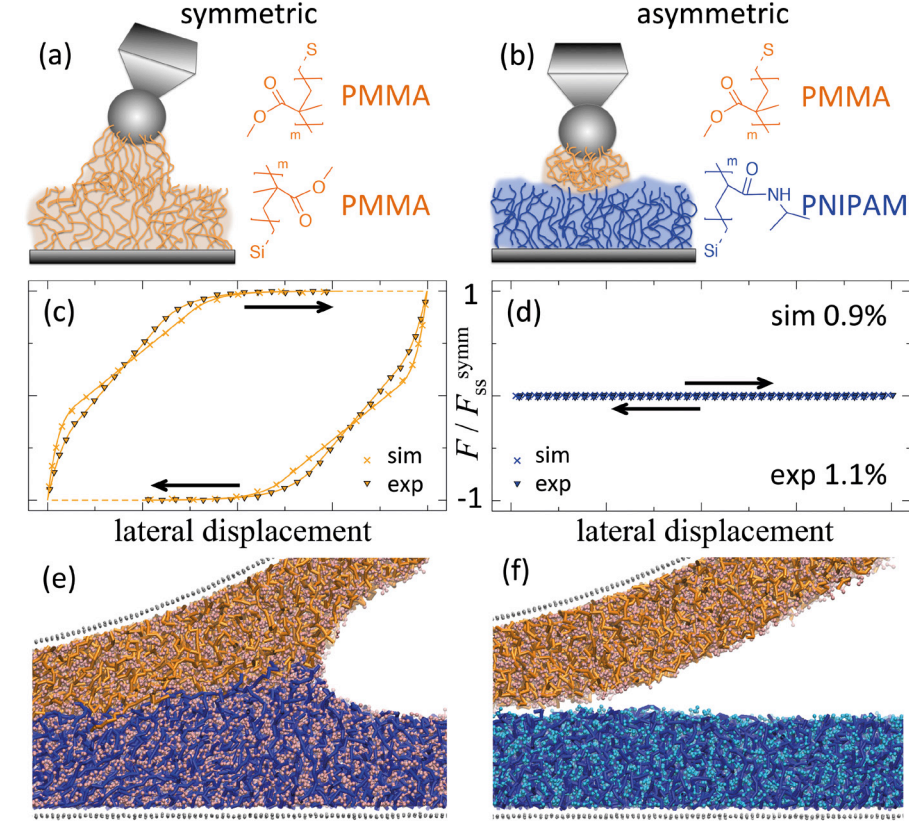 symmetric
asymmetric
(a)
S
O
O
m
PMMA
m
O
O
Si
PMMA
(b)
S
O
O
m
PMMA
m
O
NH
Si
PNIPAM
(c)
sim
exp
lateral displacement
1
F / F ss symm
-1
(d)
sim 0.9%
sim
exp
exp 1.1%
lateral displacement
(e)
(f)